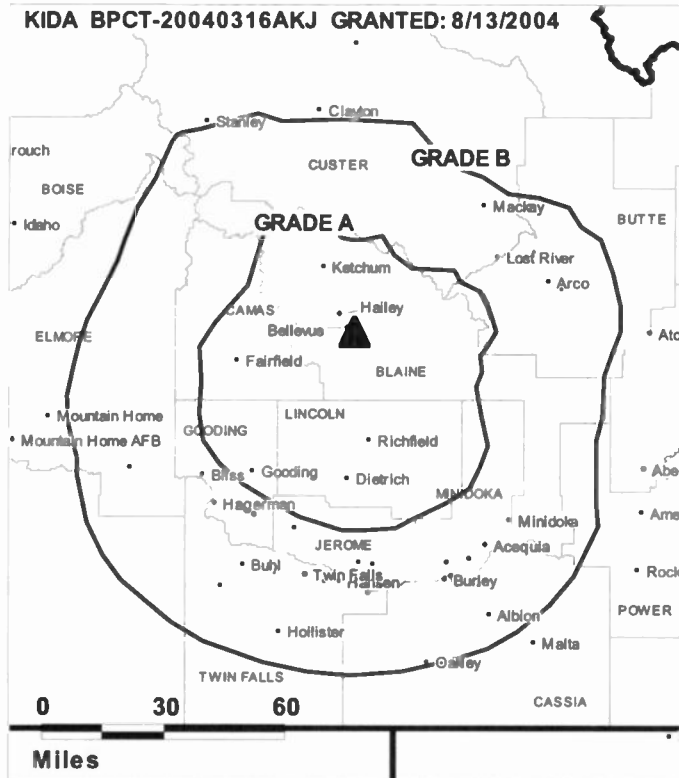 KIDA BPCT-20040316AKJ GRANTED: 8/13/2004
Clayton
Stanley
rouch
CUSTER
GRADE B
BOISE
Mackay
Idaho
GRADE A
BUTTE
Lost River
Ketchum
Arco
CAMAS
Hailey
Bellevue
ELMORE
Atc
Fairfield
BLAINE
LINCOLN
Mountain Home
GOODING
Mountain Home AFB
Richfield
Bliss
Gooding
Dietrich
Abe
MINIDOKA
Hagerman
Ame
Minidoka
JEROME
Acequia
Buhl
Twin Falls
Hansen
Burley
Rock
Albion
POWER
Hollister
Malta
Oakley
TWIN FALLS
CASSIA
0 30 60
Miles